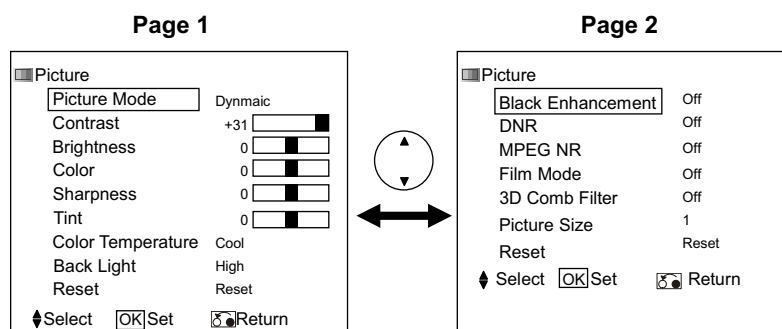 Page 1
Picture
Picture Mode Dynmaic
Contrast +31
Brightness 0
Color 0
Sharpness 0
Tint 0
Color Temperature Cool
Back Light High
Reset Reset
Select OK Set Return
Page 2
Picture
Black Enhancement Off
DNR Off
MPEG NR Off
Film Mode Off
3D Comb Filter Off
Picture Size 1
Reset Reset
Select OK Set Return